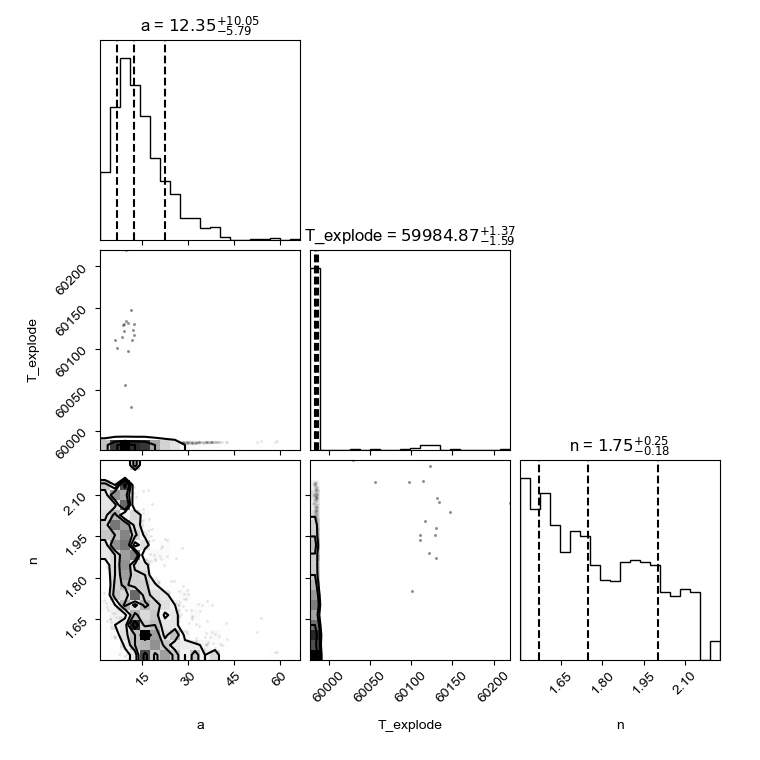 a = 12.35 +10.05 −5.79
T_explode = 59984.87 +1.37 −1.59
60200
60150
60100
60050
60000
T_explode
n = 1.75 +0.25 −0.18
2.10
1.95
1.80
1.65
n
15 30 45 60
60000 60050 60100 60150 60200
1.65 1.80 1.95 2.10
a
T_explode
n